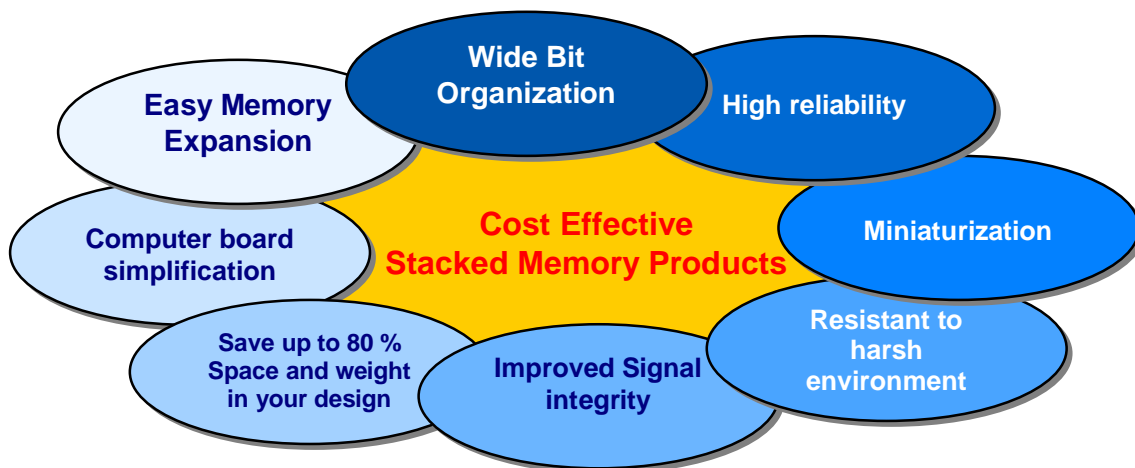 Wide Bit
Organization
High reliability
Miniaturization
Resistant to
harsh
environment
Improved Signal
integrity
Save up to 80 %
Space and weight
in your design
Computer board
simplification
Easy Memory
Expansion
Cost Effective
Stacked Memory Products